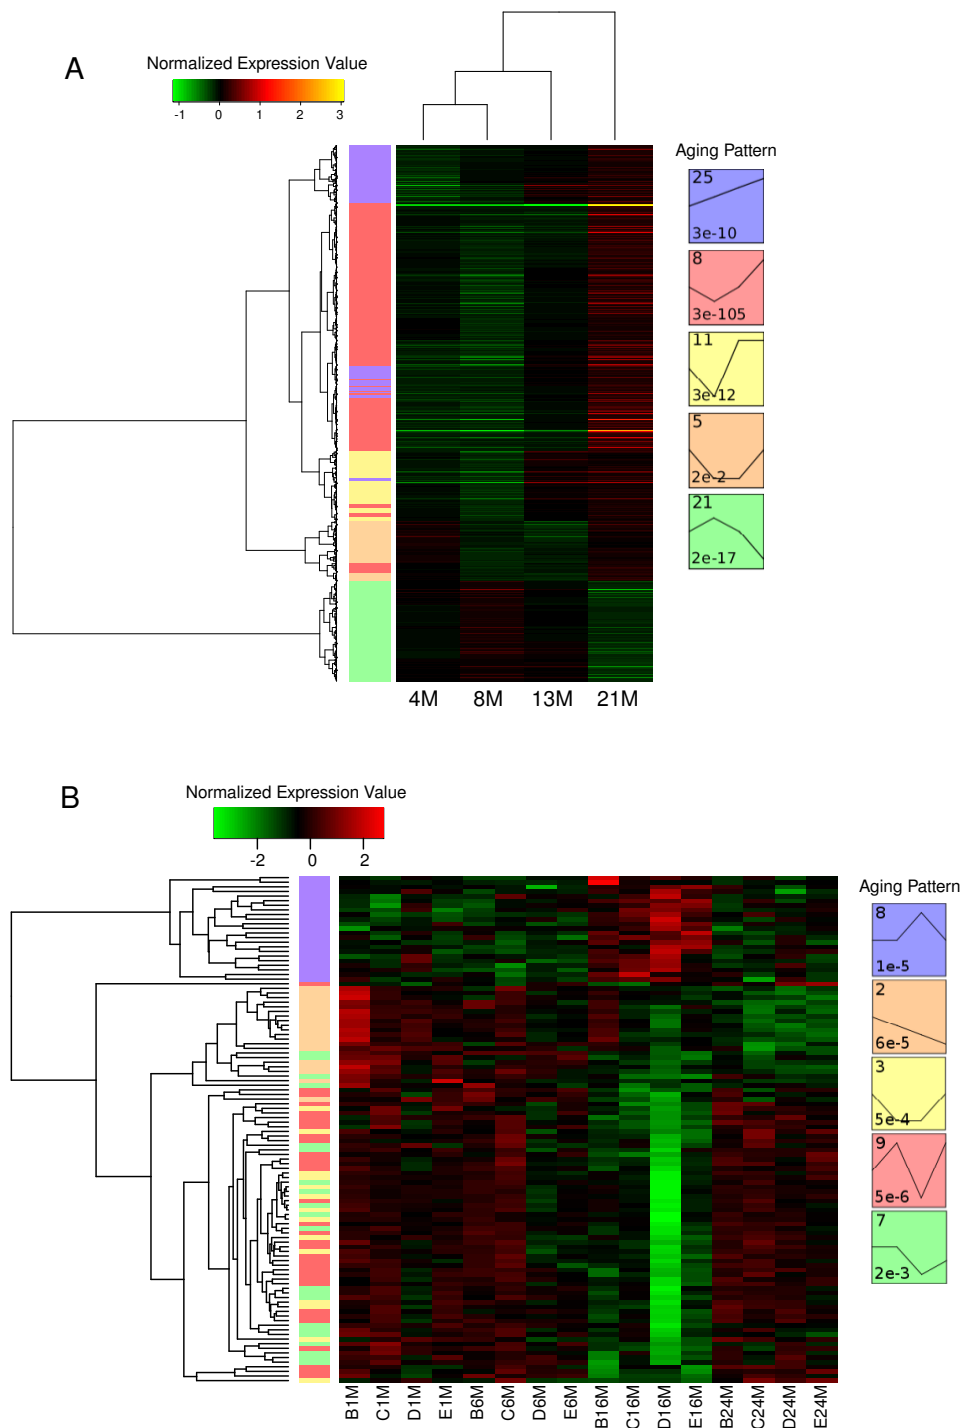 A
Normalized Expression Value
-1 0 1 2 3
Aging Pattern
25
3e-10
8
3e-105
11
3e-12
5
2e-2
21
2e-17
4M 8M 13M 21M
B
Normalized Expression Value
-2 0 2
Aging Pattern
8
1e-5
2
6e-5
3
5e-4
9
5e-6
7
2e-3
B1M C1M D1M E1M B6M C6M D6M E6M B16M C16M D16M E16M B24M C24M D24M E24M